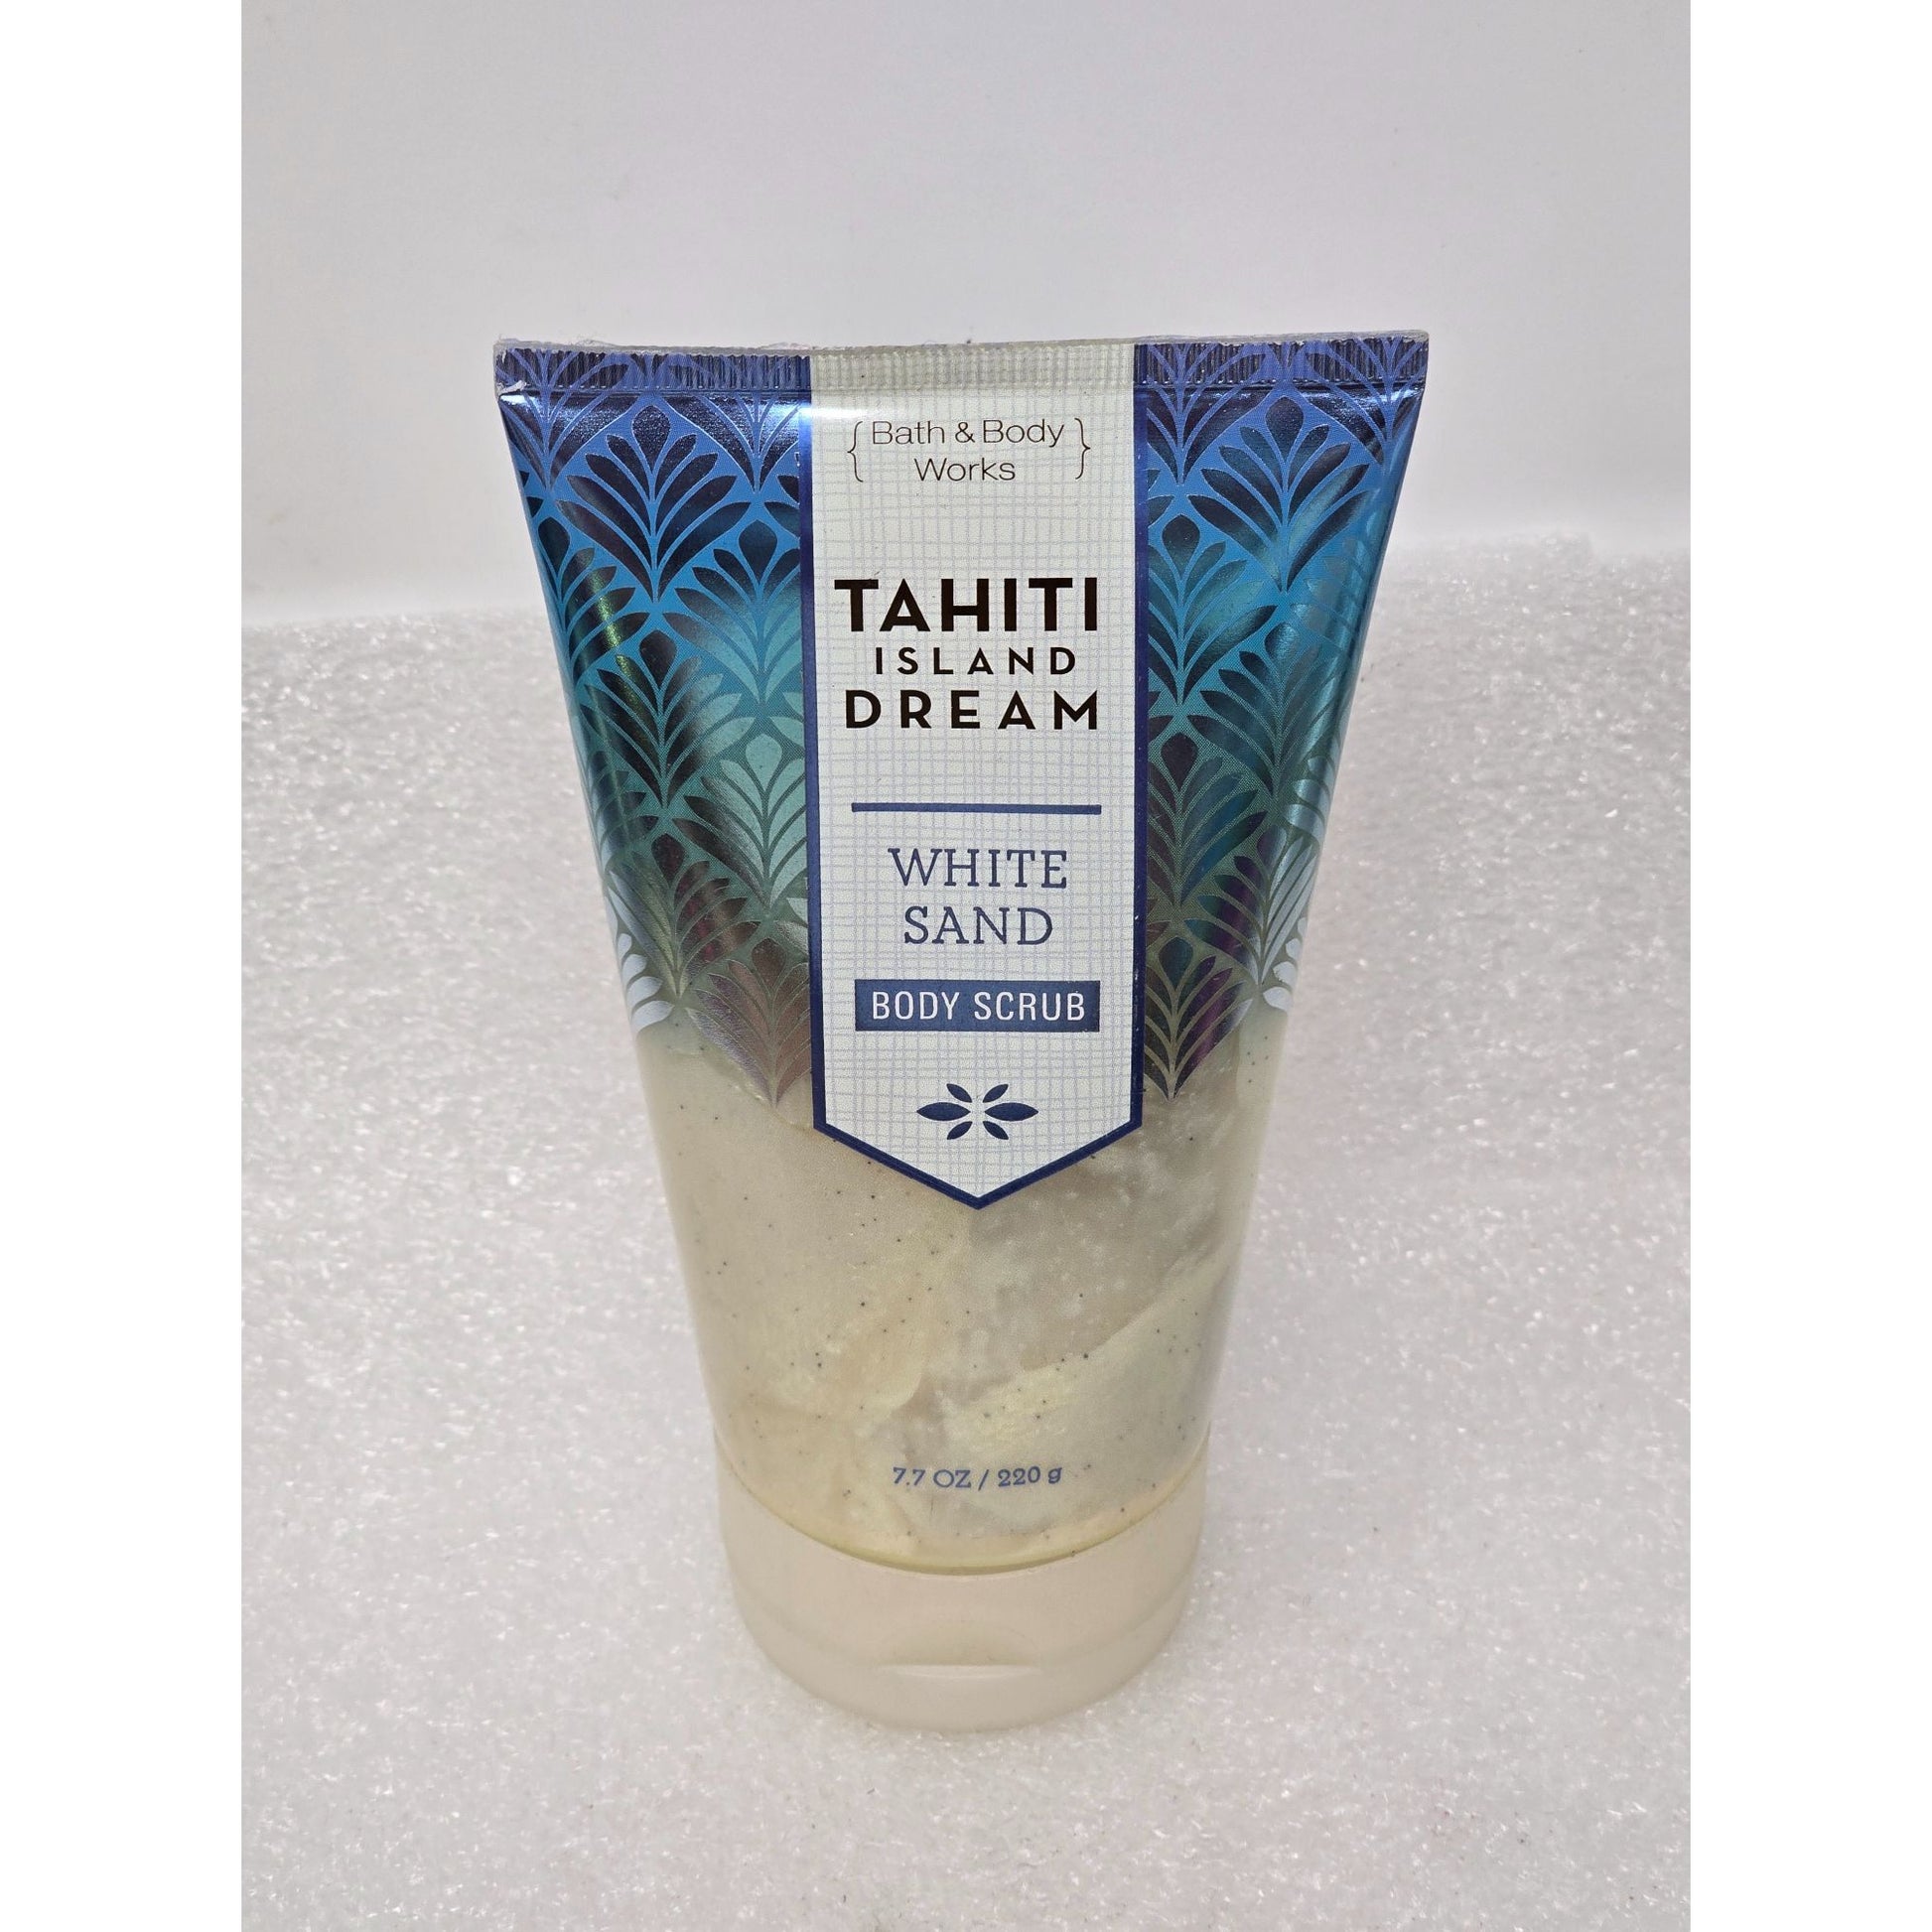 Bath & Body
Works
TAHITI
ISLAND
DREAM
WHITE
SAND
BODY SCRUB
7.7 OZ / 220 g